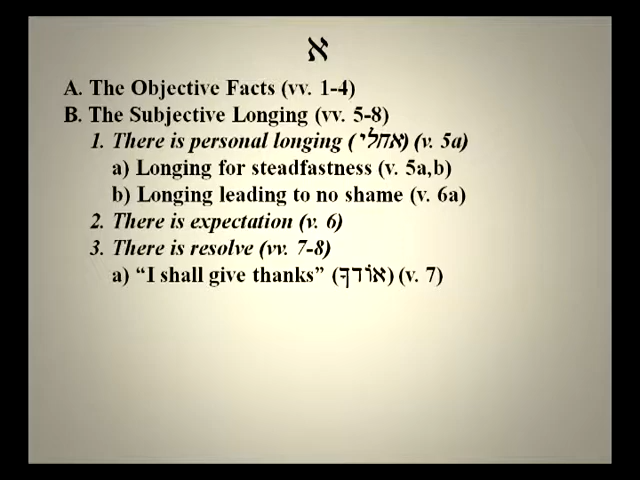 א
A. The Objective Facts (vv. 1-4)
B. The Subjective Longing (vv. 5-8)
1. There is personal longing (אחלי) (v. 5a)
a) Longing for steadfastness (v. 5a,b)
b) Longing leading to no shame (v. 6a)
2. There is expectation (v. 6)
3. There is resolve (vv. 7-8)
a) “I shall give thanks” (אוֹדךָ) (v. 7)